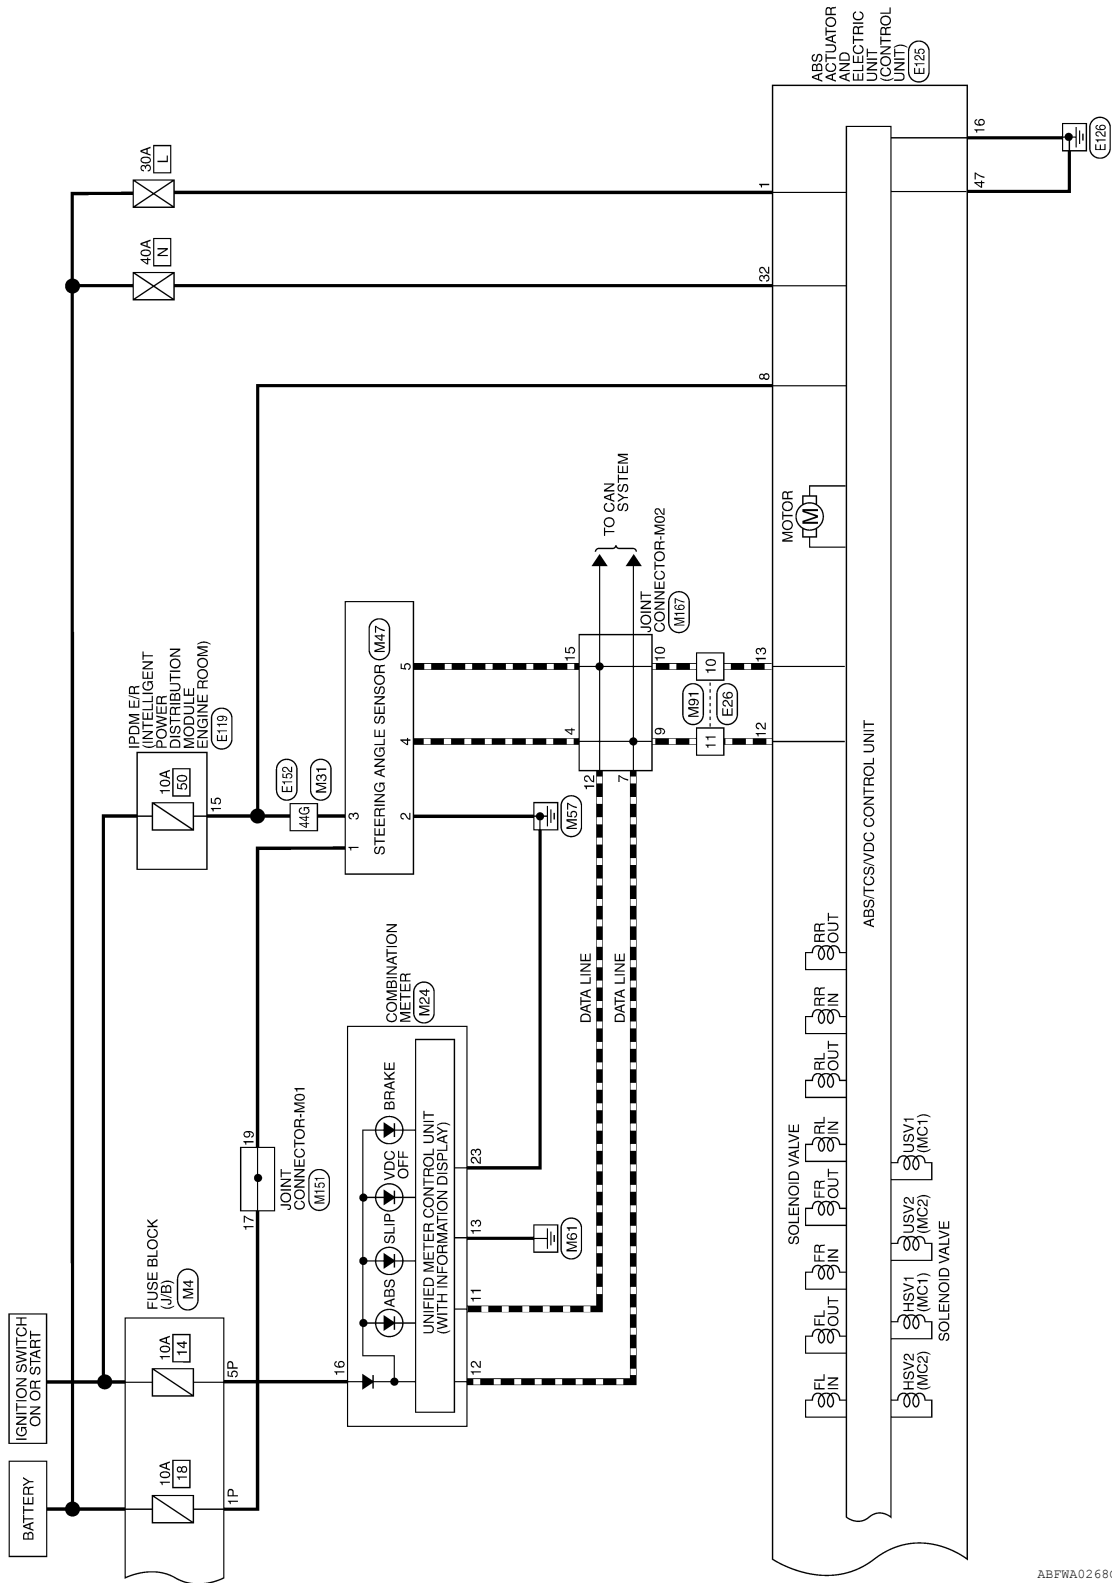 BATTERY
IGNITION SWITCH
ON OR START
FUSE BLOCK
(J/B)
M4
10A
18
10A
14
1P
5P
17
19
JOINT
CONNECTOR-M01
M151
IPDM E/R
(INTELLIGENT
POWER
DISTRIBUTION
MODULE
ENGINE ROOM)
E119
10A
50
15
40A
N
30A
L
E152
M31
44G
16
COMBINATION
METER
M24
ABS
SLIP
VDC
OFF
BRAKE
UNIFIED METER CONTROL UNIT
(WITH INFORMATION DISPLAY)
12
11
13
23
M61
1
3
STEERING ANGLE SENSOR
M47
2
4
5
M57
DATA LINE
DATA LINE
12
7
4
15
9
10
TO CAN
SYSTEM
JOINT
CONNECTOR-M02
M167
11
10
M91
E26
12
13
8
32
1
ABS
ACTUATOR
AND
ELECTRIC
UNIT
(CONTROL
UNIT)
E125
MOTOR
M
SOLENOID VALVE
FL
IN
FL
OUT
FR
IN
FR
OUT
RL
IN
RL
OUT
RR
IN
RR
OUT
ABS/TCS/VDC CONTROL UNIT
HSV2
(MC2)
HSV1
(MC1)
USV2
(MC2)
USV1
(MC1)
SOLENOID VALVE
47
16
E126